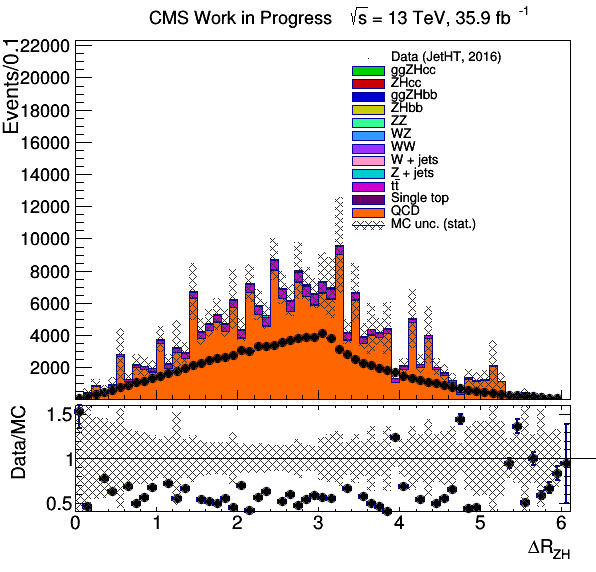 CMS Work in Progress √s = 13 TeV, 35.9 fb⁻¹
Events/0.1
22000
20000
18000
16000
14000
12000
10000
8000
6000
4000
2000
Data (JetHT, 2016)
ggZHcc
ZHcc
ggZHbb
ZHbb
ZZ
WZ
WW
W + jets
Z + jets
tt̄
Single top
QCD
MC unc. (stat.)
Data/MC
1.5
1
0.5
0 1 2 3 4 5 6
ΔR_ZH